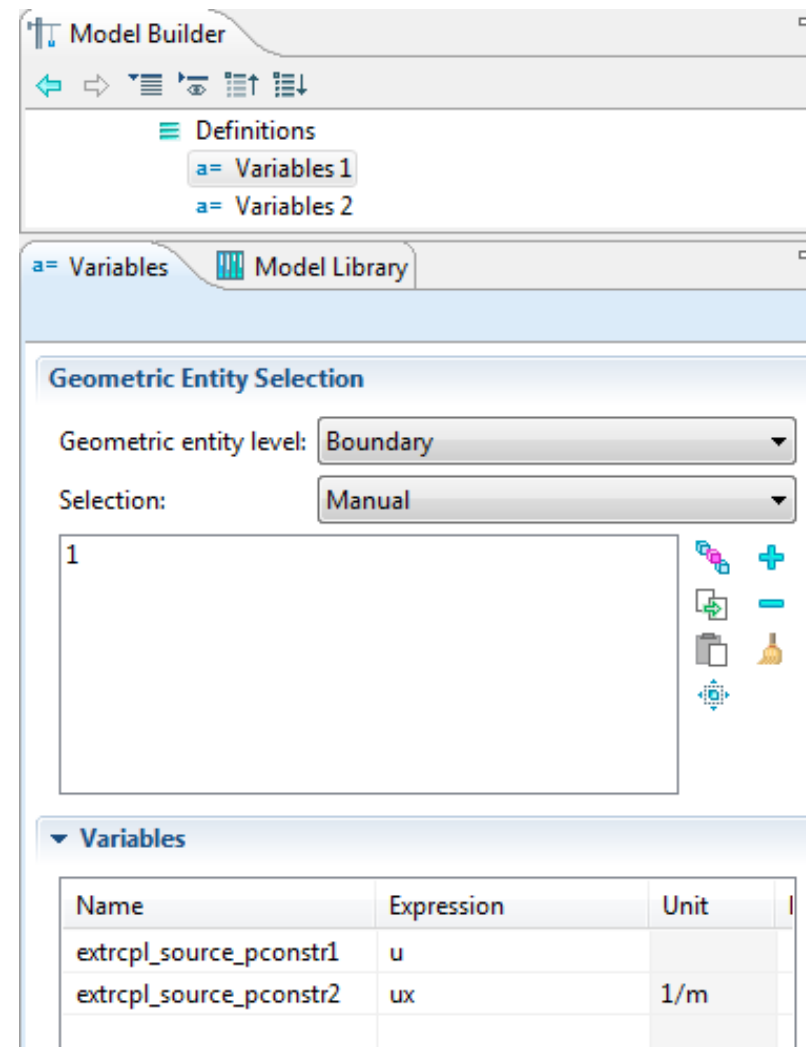 Model Builder
Definitions
a= Variables 1
a= Variables 2
a= Variables Model Library
Geometric Entity Selection
Geometric entity level: Boundary
Selection: Manual
1
Variables
Name Expression Unit
extrcpl_source_pconstr1 u
extrcpl_source_pconstr2 ux 1/m